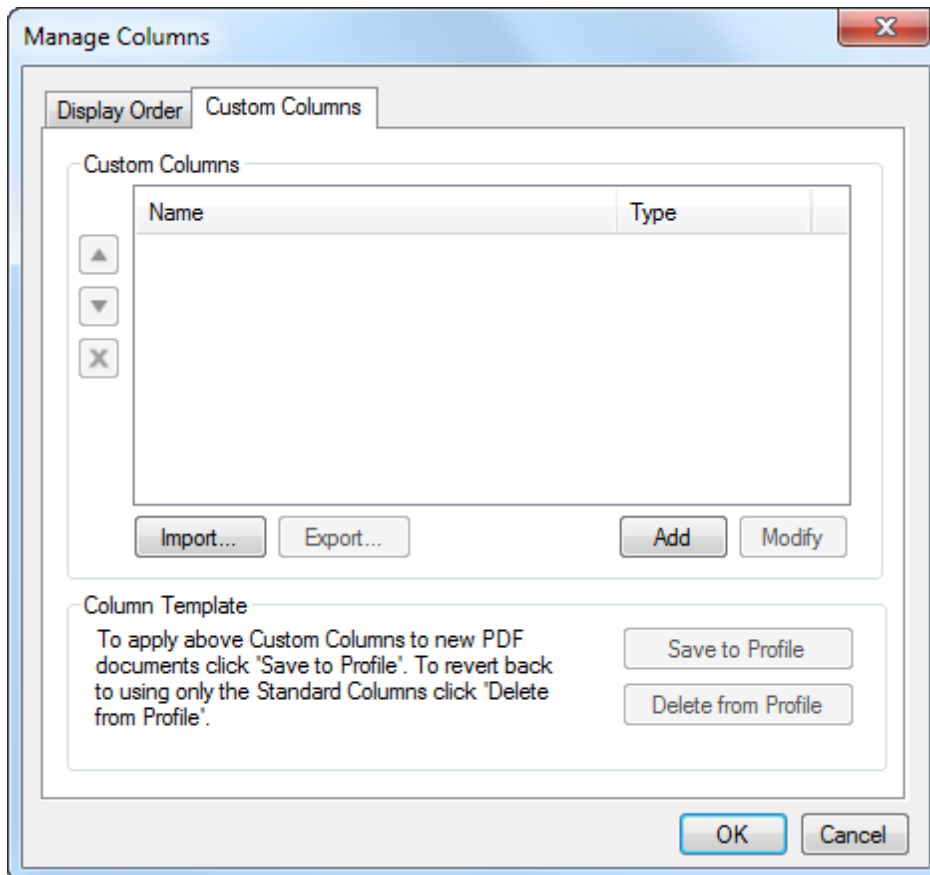 Manage Columns
Display Order Custom Columns
Custom Columns
Name Type
Import... Export... Add Modify
Column Template
To apply above Custom Columns to new PDF
documents click "Save to Profile". To revert back
to using only the Standard Columns click "Delete
from Profile".
Save to Profile
Delete from Profile
OK Cancel